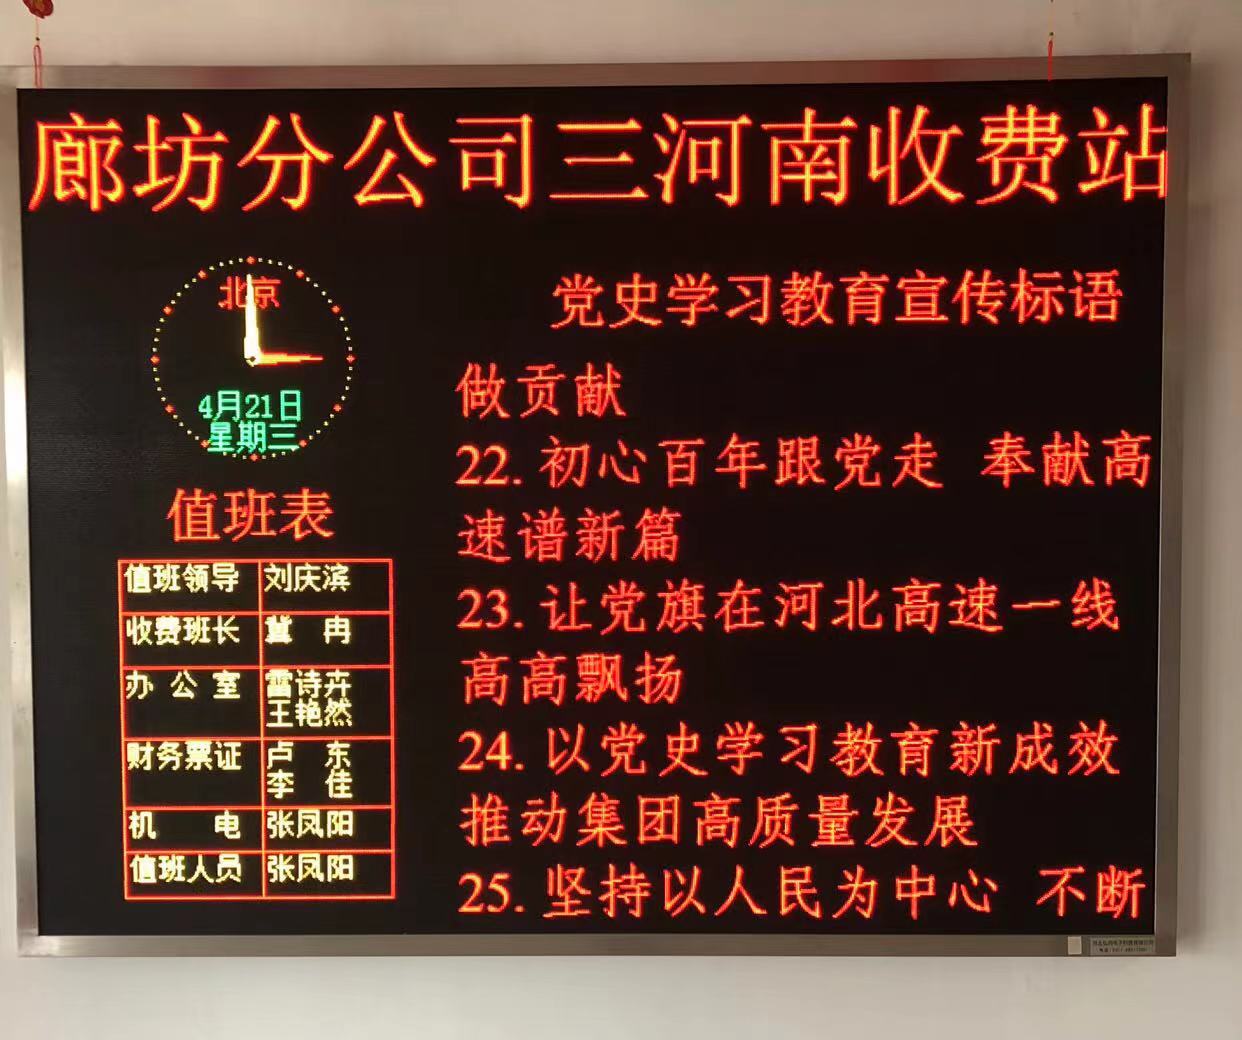 廊坊分公司三河南收费站
北京
4月21日
星期三
值班表
值班领导 刘庆滨
收费班长 冀 冉
办公室 雷诗卉
王艳然
财务票证 卢 东
李 佳
机 电 张凤阳
值班人员 张凤阳
党史学习教育宣传标语
做贡献
22. 初心百年跟党走 奉献高
速谱新篇
23. 让党旗在河北高速一线
高高飘扬
24. 以党史学习教育新成效
推动集团高质量发展
25. 坚持以人民为中心 不断